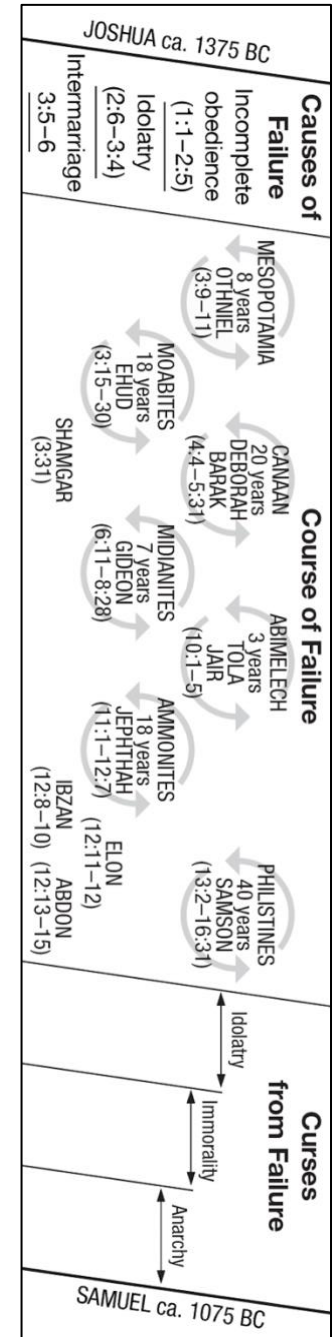 JOSHUA ca. 1375 BC
Causes of
Failure
Incomplete
obedience
(1:1–2:5)
Idolatry
(2:6–3:4)
Intermarriage
3:5–6
Course of Failure
MESOPOTAMIA
8 years
OTHNIEL
(3:9–11)
MOABITES
18 years
EHUD
(3:15–30)
SHAMGAR
(3:31)
CANAAN
20 years
DEBORAH
BARAK
(4:4–5:31)
MIDIANITES
7 years
GIDEON
(6:11–8:28)
ABIMELECH
3 years
TOLA
JAIR
(10:1–5)
AMMONITES
18 years
JEPHTHAH
(11:1–12:7)
IBZAN
(12:8–10)
ELON
(12:11–12)
ABDON
(12:13–15)
PHILISTINES
40 years
SAMSON
(13:2–16:31)
Curses
from Failure
Idolatry
Immorality
Anarchy
SAMUEL ca. 1075 BC